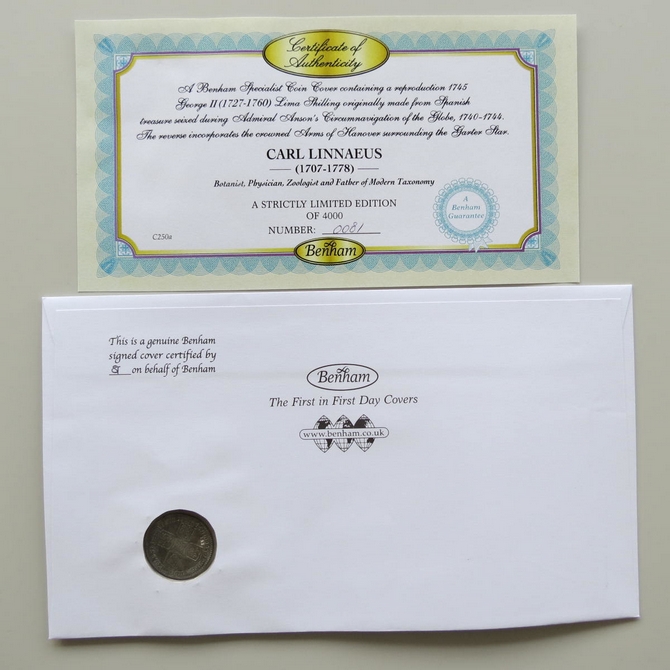 Certificate of
Authenticity
A Benham Specialist Coin Cover containing a reproduction 1745
George II (1727-1760) Lima Shilling originally made from Spanish
treasure seized during Admiral Anson's Circumnavigation of the Globe, 1740-1744.
The reverse incorporates the crowned Arms of Hanover surrounding the Garter Star.
CARL LINNAEUS
(1707-1778)
Botanist, Physician, Zoologist and Father of Modern Taxonomy
A STRICTLY LIMITED EDITION
OF 4000
NUMBER: 0081
C250a
A
Benham
Guarantee
Benham
This is a genuine Benham
signed cover certified by
on behalf of Benham
Benham
The First in First Day Covers
www.benham.co.uk